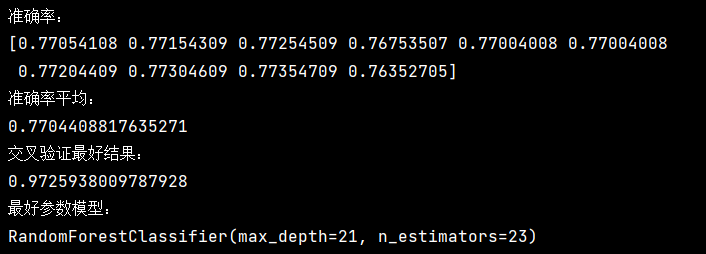 准确率：
[0.77054108 0.77154309 0.77254509 0.76753507 0.77004008 0.77004008
 0.77204409 0.77304609 0.77354709 0.76352705]
准确率平均：
0.7704408817635271
交叉验证最好结果：
0.9725938009787928
最好参数模型：
RandomForestClassifier(max_depth=21, n_estimators=23)